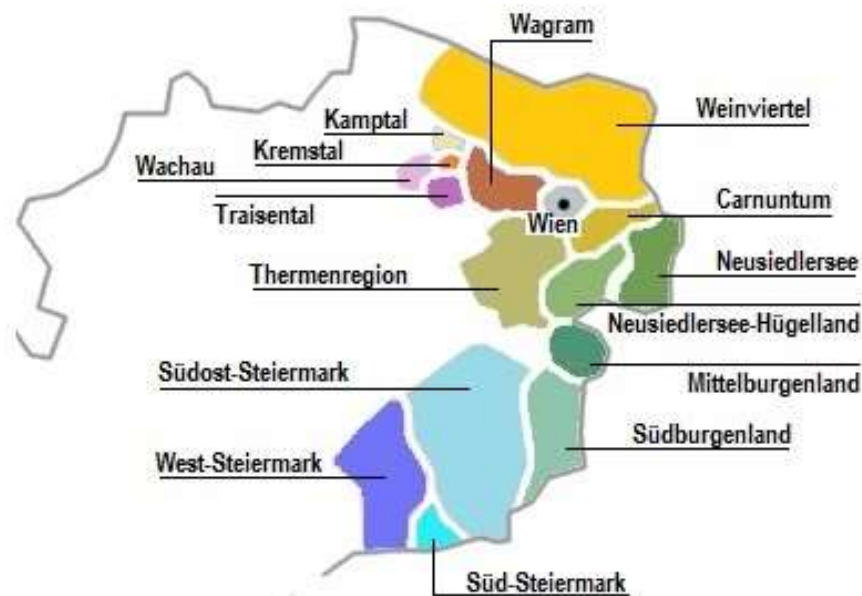 Wagram
Weinviertel
Kamptal
Kremstal
Wachau
Traisental
Carnuntum
Wien
Neusiedlersee
Thermenregion
Neusiedlersee-Hügelland
Südost-Steiermark
Mittelburgenland
Südburgenland
West-Steiermark
Süd-Steiermark